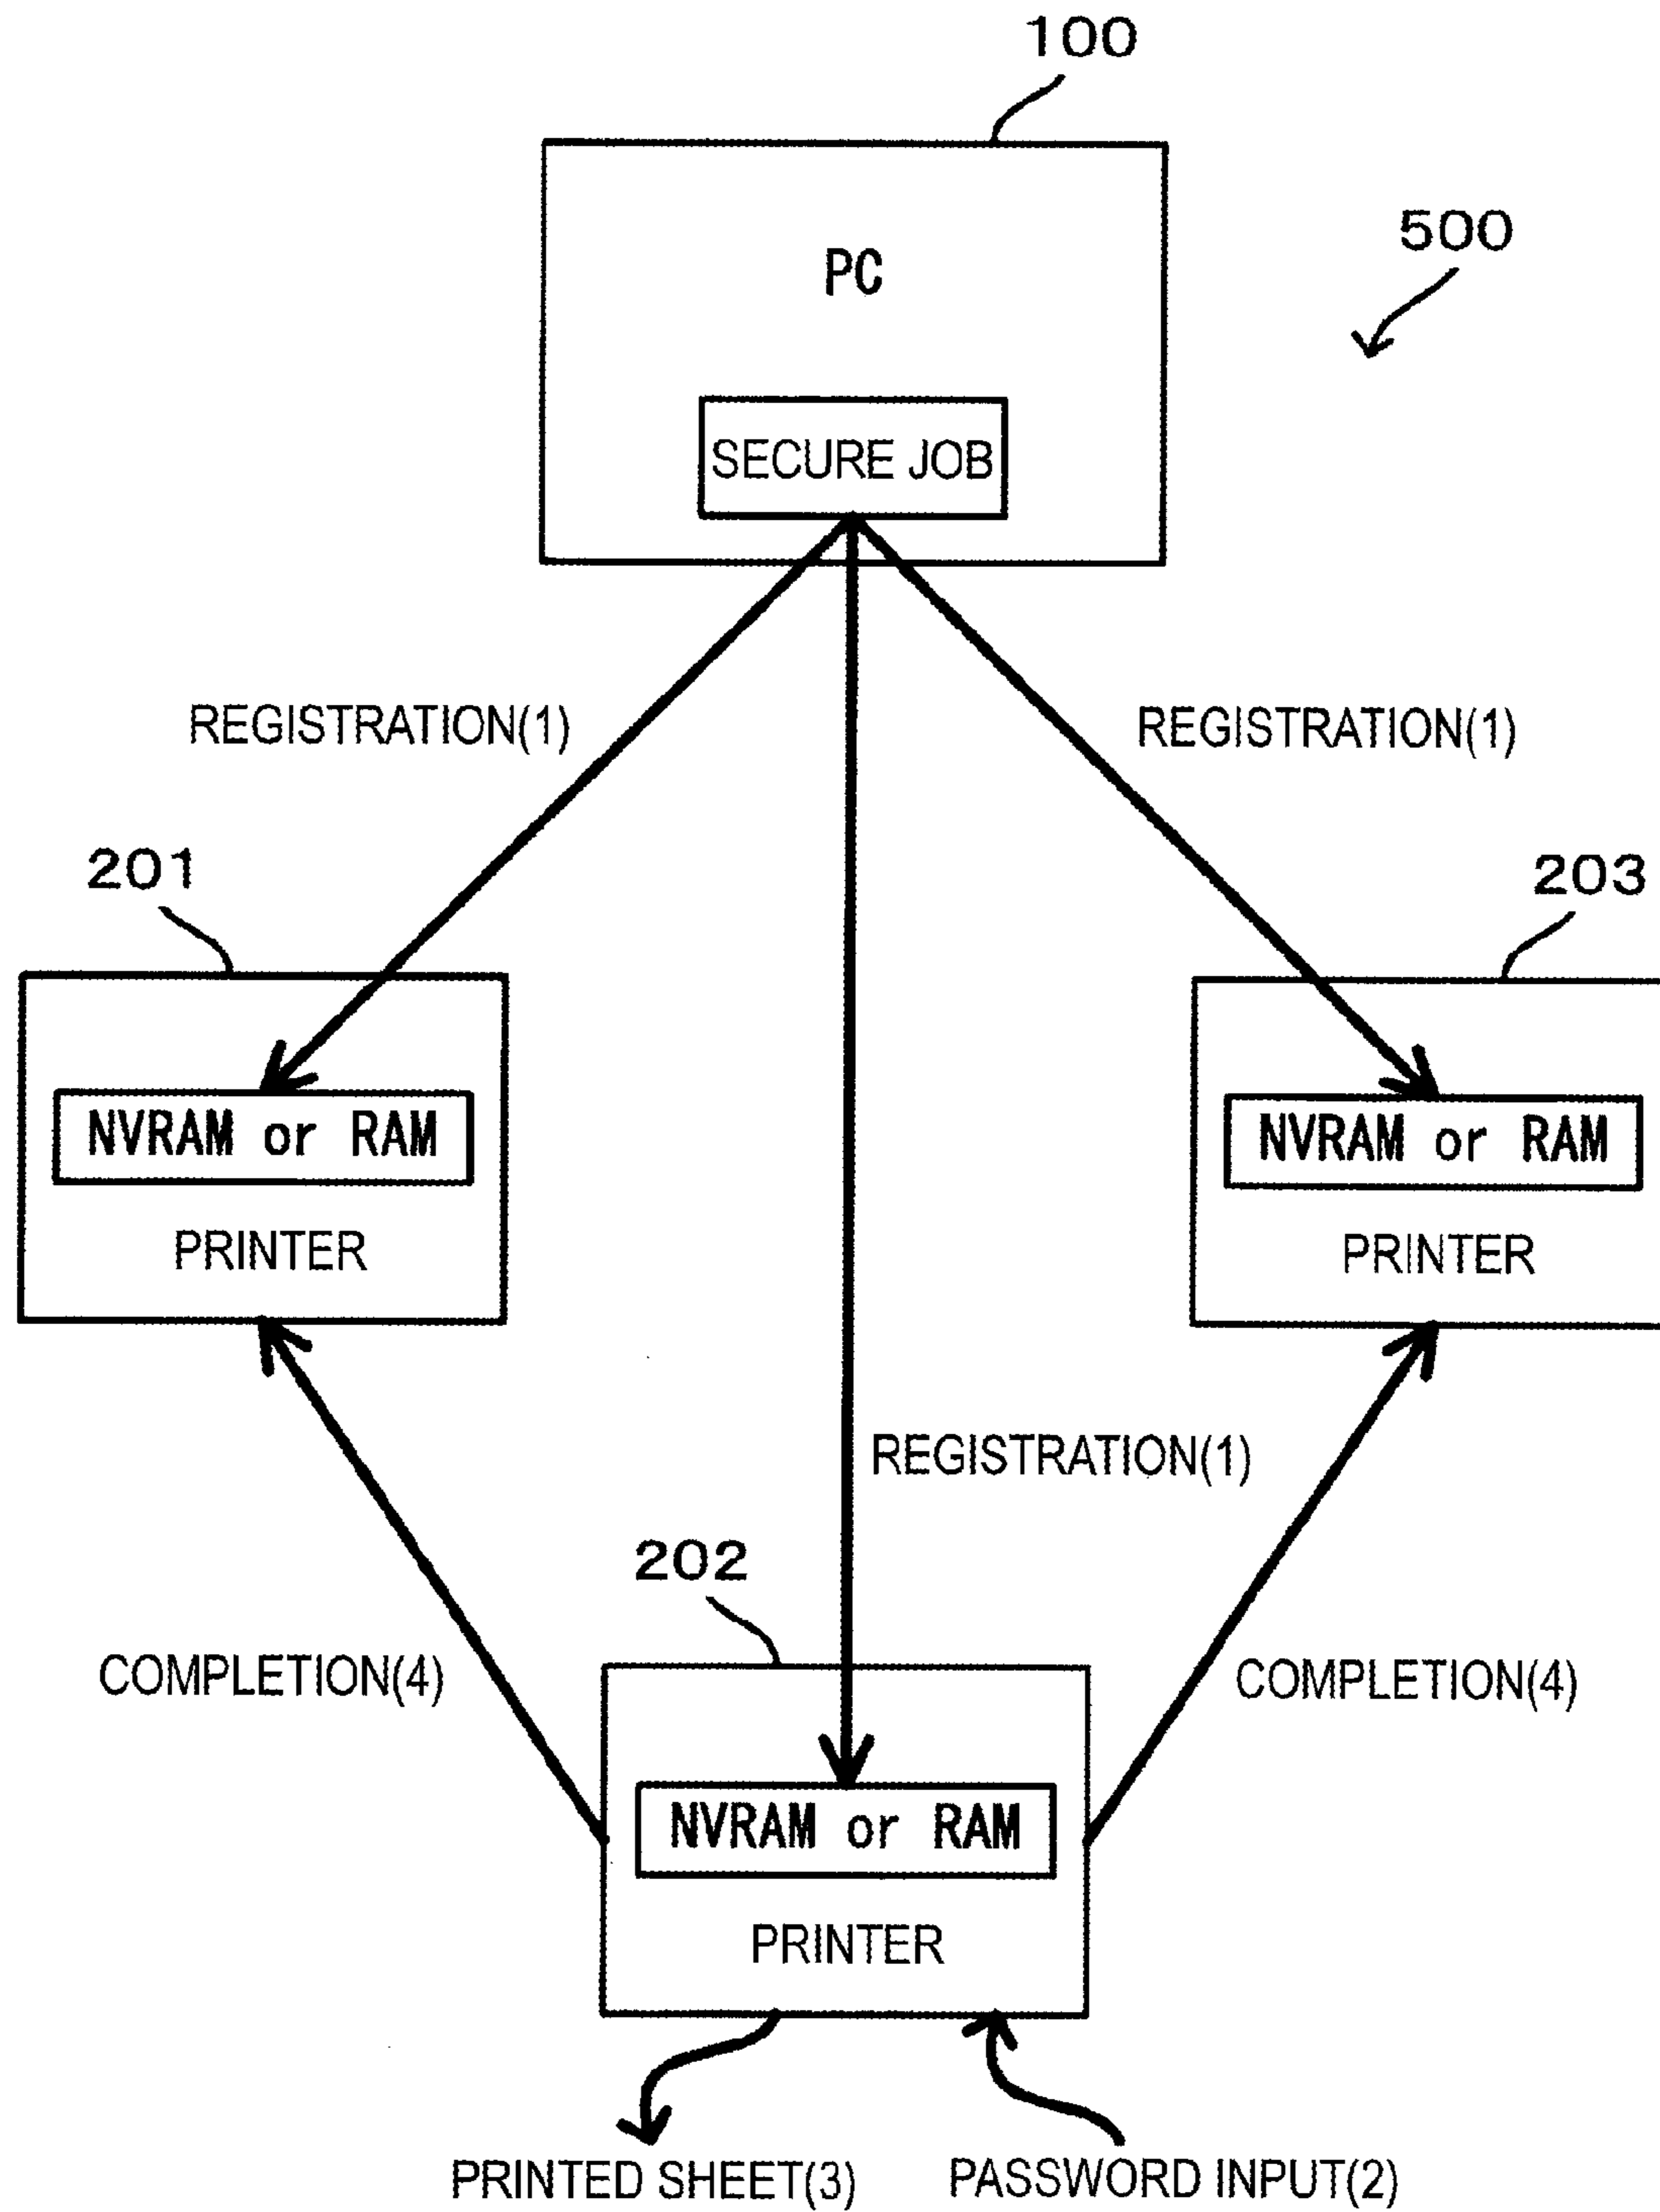 100
500
PC
SECURE JOB
REGISTRATION(1)
REGISTRATION(1)
201
203
NVRAM or RAM
NVRAM or RAM
PRINTER
PRINTER
REGISTRATION(1)
202
COMPLETION(4)
COMPLETION(4)
NVRAM or RAM
PRINTER
PRINTED SHEET(3)
PASSWORD INPUT(2)